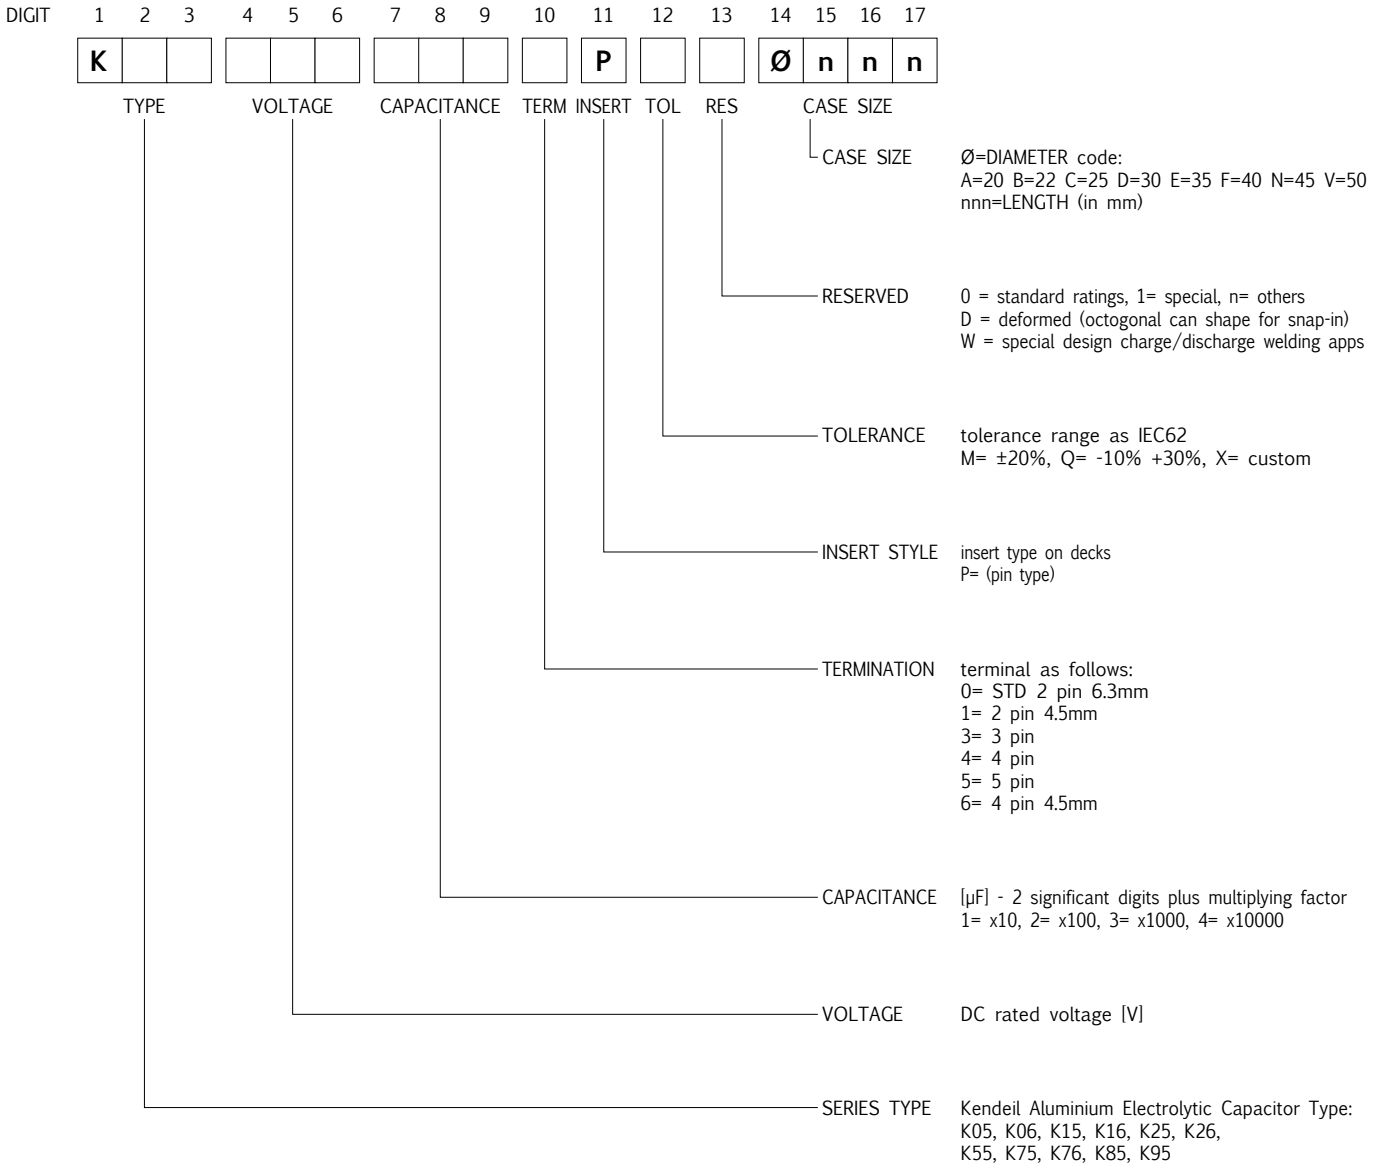 DIGIT 1 2 3 4 5 6 7 8 9 10 11 12 13 14 15 16 17
K P Ø n n n
TYPE VOLTAGE CAPACITANCE TERM INSERT TOL RES CASE SIZE
CASE SIZE Ø=DIAMETER code:
A=20 B=22 C=25 D=30 E=35 F=40 N=45 V=50
nnn=LENGTH (in mm)
RESERVED 0 = standard ratings, 1= special, n= others
D = deformed (octogonal can shape for snap-in)
W = special design charge/discharge welding apps
TOLERANCE tolerance range as IEC62
M= ±20%, Q= -10% +30%, X= custom
INSERT STYLE insert type on decks
P= (pin type)
TERMINATION terminal as follows:
0= STD 2 pin 6.3mm
1= 2 pin 4.5mm
3= 3 pin
4= 4 pin
5= 5 pin
6= 4 pin 4.5mm
CAPACITANCE [µF] - 2 significant digits plus multiplying factor
1= x10, 2= x100, 3= x1000, 4= x10000
VOLTAGE DC rated voltage [V]
SERIES TYPE Kendeil Aluminium Electrolytic Capacitor Type:
K05, K06, K15, K16, K25, K26,
K55, K75, K76, K85, K95